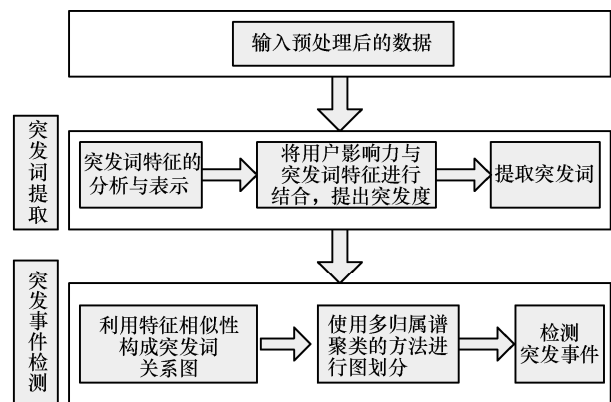 输入预处理后的数据
突发词提取
突发词特征的
分析与表示
将用户影响力与
突发词特征进行
结合，提出突发度
提取突发词
突发事件检测
利用特征相似性
构成突发词
关系图
使用多归属谱
聚类的方法进
行图划分
检测
突发事件